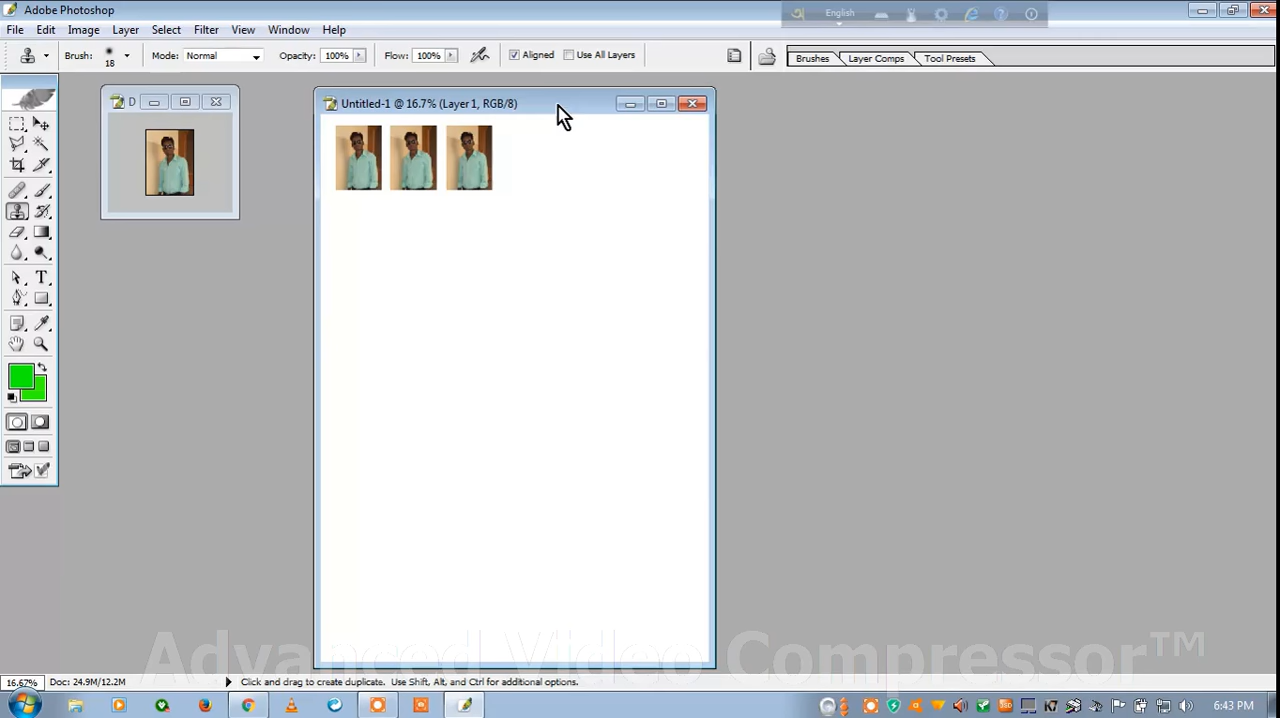 Adobe Photoshop
English
File Edit Image Layer Select Filter View Window Help
Brush: 18 Mode: Normal Opacity: 100% Flow: 100% Aligned Use All Layers
Brushes Layer Comps Tool Presets
D
Untitled-1 @ 16.7% (Layer 1, RGB/8)
T
Advanced Video Compressor™
16.67% Doc: 24.9M/12.2M Click and drag to create duplicate. Use Shift, Alt, and Ctrl for additional options.
6:43 PM